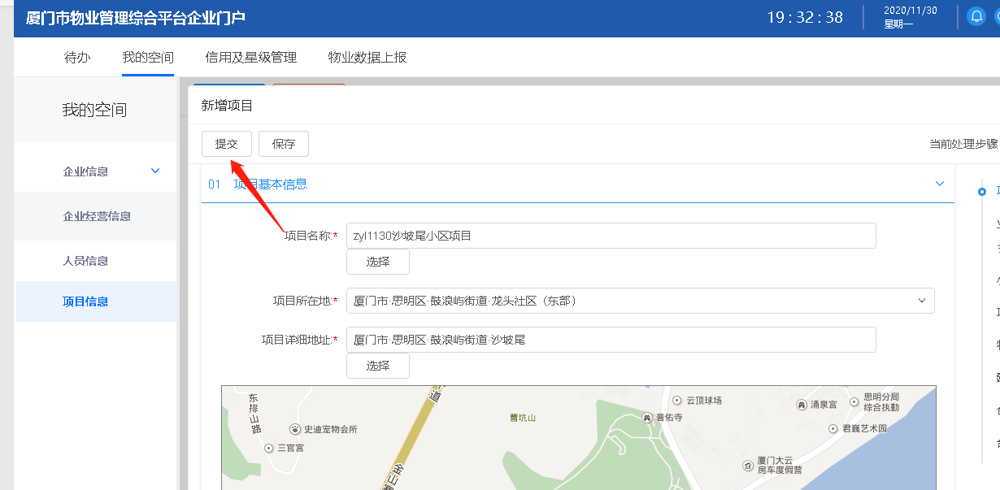 厦门市物业管理综合平台企业门户
19 : 32 : 38
2020/11/30
星期一
待办
我的空间
信用及星级管理
物业数据上报
我的空间
企业信息
企业经营信息
人员信息
项目信息
新增项目
提交
保存
当前处理步骤
01 项目基本信息
项目名称:*
zyl1130沙坡尾小区项目
选择
项目所在地:*
厦门市·思明区·鼓浪屿街道·龙头社区（东部）
项目详细地址:*
厦门市·思明区·鼓浪屿街道·沙坡尾
选择
东排山路
史迪宠物会所
三官宫
道
曹坑山
云顶球场
普佑寺
涌泉宫
思明分局
综合执勤
君巍艺术园
厦门大云
房车度假营